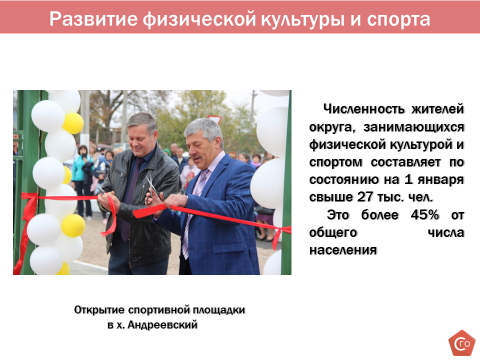 Развитие физической культуры и спорта
Численность жителей
округа, занимающихся
физической культурой и
спортом составляет по
состоянию на 1 января
свыше 27 тыс. чел.
Это более 45% от
общего числа
населения
Открытие спортивной площадки
в х. Андреевский
СГО